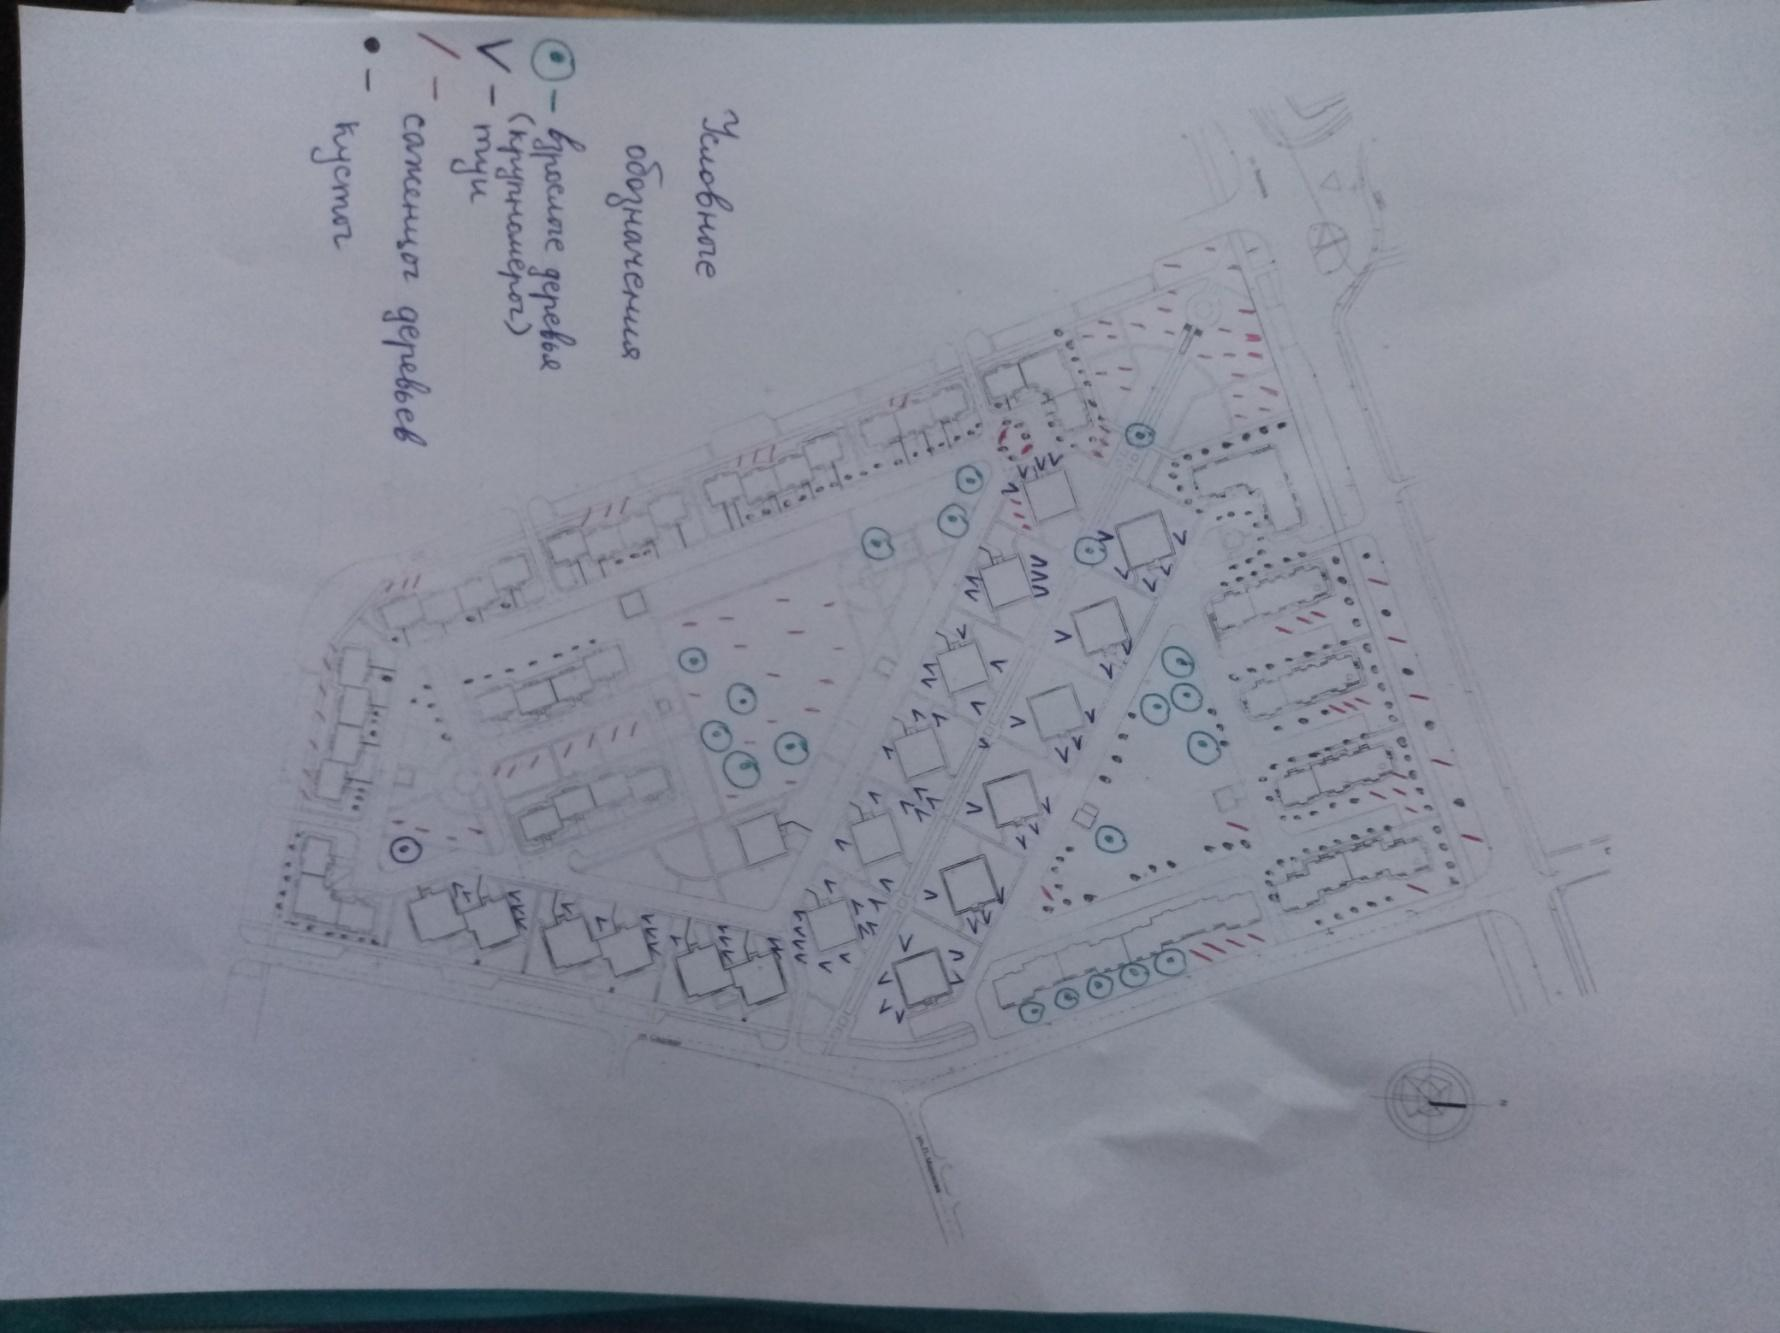 Условные
обозначения
взрослые деревья
(крупномеры)
V - туи
/ - саженцы деревьев
• - кусты
N